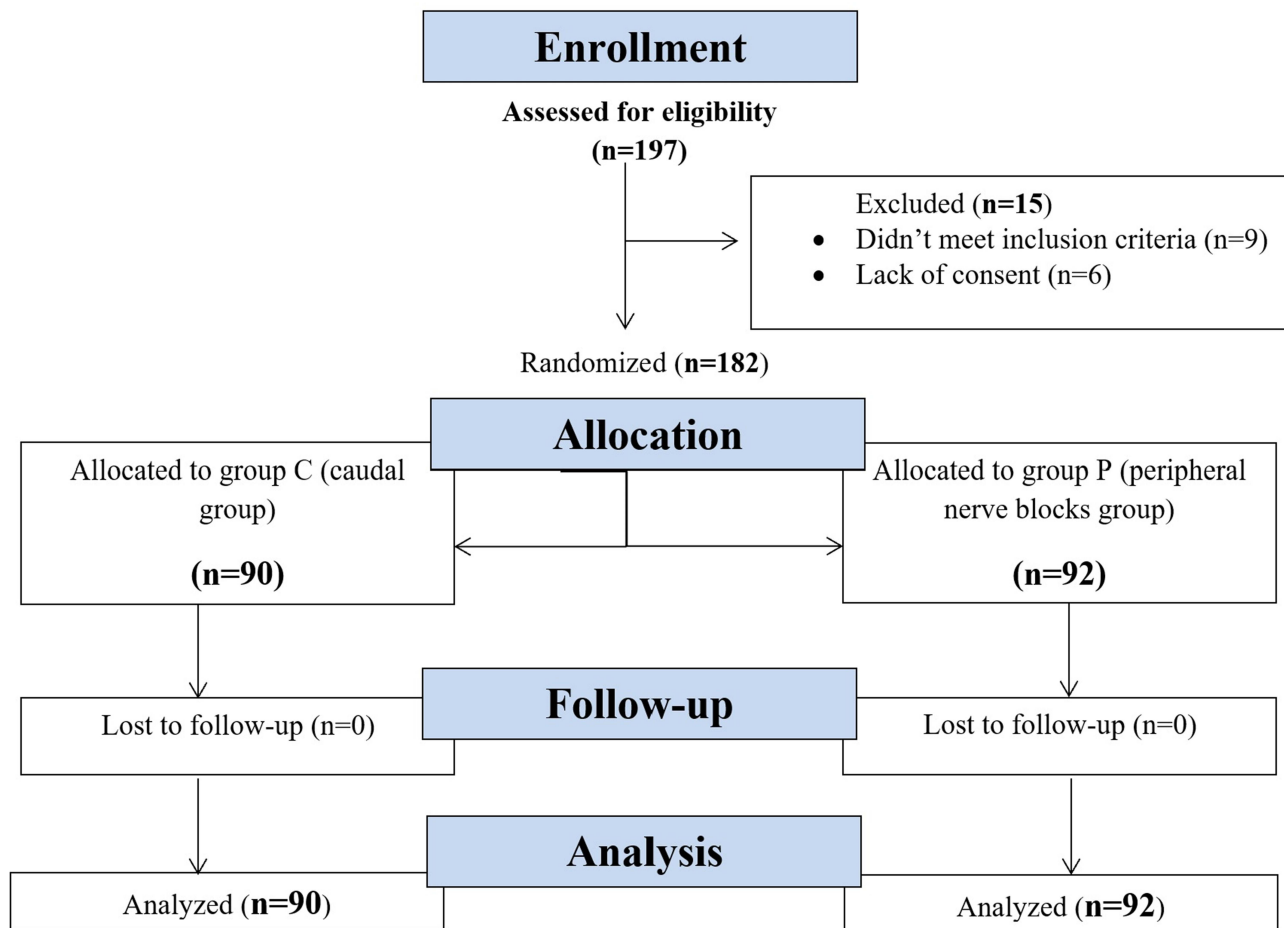 Enrollment
Assessed for eligibility
(n=197)
Excluded (n=15)
• Didn’t meet inclusion criteria (n=9)
• Lack of consent (n=6)
Randomized (n=182)
Allocation
Allocated to group C (caudal
group)
(n=90)
Allocated to group P (peripheral
nerve blocks group)
(n=92)
Follow-up
Lost to follow-up (n=0)
Lost to follow-up (n=0)
Analysis
Analyzed (n=90)
Analyzed (n=92)